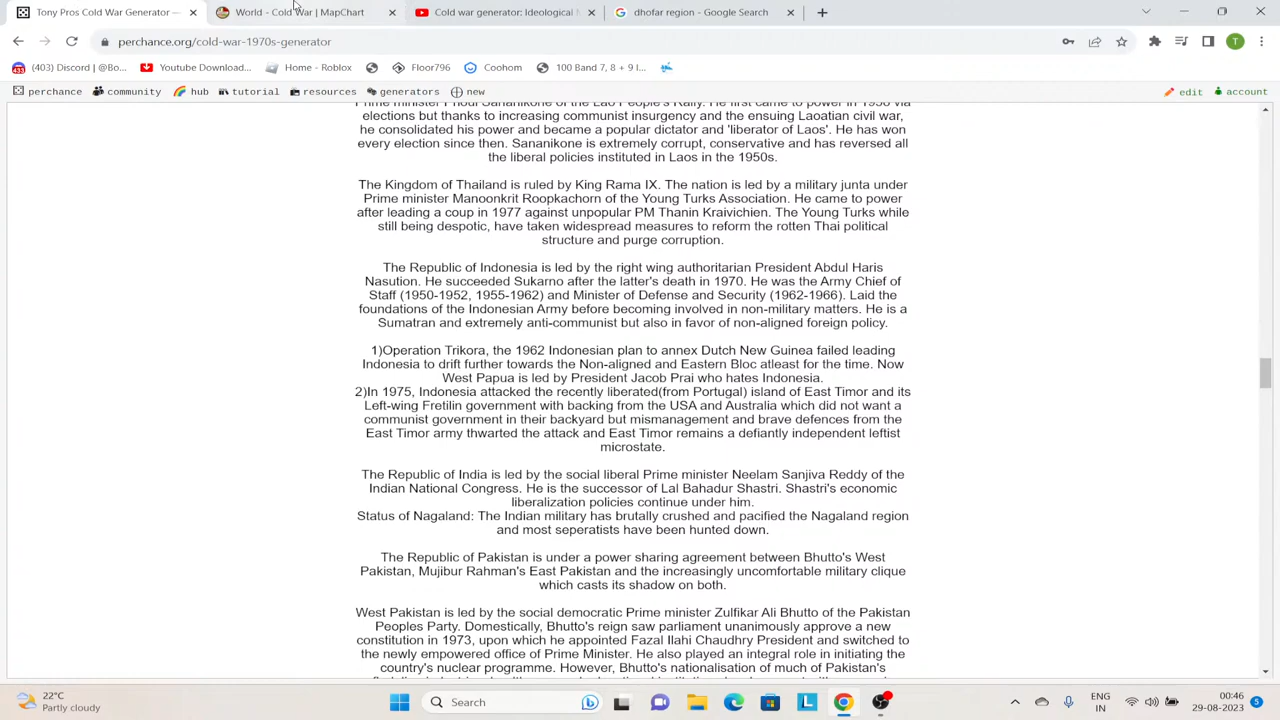 Tony Pros Cold War Generator —
World - Cold War | MapChart
Cold war generator: Ideological
dhofar region - Google Search
perchance.org/cold-war-1970s-generator
(403) Discord | @Bo...
Youtube Download...
Home - Roblox
Floor796
Coohom
100 Band 7, 8 + 9 I...
T
perchance
community
hub
tutorial
resources
generators
new
edit
account
Prime minister Phoui Sananikone of the Lao People's Rally. He first came to power in 1950 via
elections but thanks to increasing communist insurgency and the ensuing Laoatian civil war,
he consolidated his power and became a popular dictator and 'liberator of Laos'. He has won
every election since then. Sananikone is extremely corrupt, conservative and has reversed all
the liberal policies instituted in Laos in the 1950s.
The Kingdom of Thailand is ruled by King Rama IX. The nation is led by a military junta under
Prime minister Manoonkrit Roopkachorn of the Young Turks Association. He came to power
after leading a coup in 1977 against unpopular PM Thanin Kraivichien. The Young Turks while
still being despotic, have taken widespread measures to reform the rotten Thai political
structure and purge corruption.
The Republic of Indonesia is led by the right wing authoritarian President Abdul Haris
Nasution. He succeeded Sukarno after the latter's death in 1970. He was the Army Chief of
Staff (1950-1952, 1955-1962) and Minister of Defense and Security (1962-1966). Laid the
foundations of the Indonesian Army before becoming involved in non-military matters. He is a
Sumatran and extremely anti-communist but also in favor of non-aligned foreign policy.
1)Operation Trikora, the 1962 Indonesian plan to annex Dutch New Guinea failed leading
Indonesia to drift further towards the Non-aligned and Eastern Bloc atleast for the time. Now
West Papua is led by President Jacob Prai who hates Indonesia.
2)In 1975, Indonesia attacked the recently liberated(from Portugal) island of East Timor and its
Left-wing Fretilin government with backing from the USA and Australia which did not want a
communist government in their backyard but mismanagement and brave defences from the
East Timor army thwarted the attack and East Timor remains a defiantly independent leftist
microstate.
The Republic of India is led by the social liberal Prime minister Neelam Sanjiva Reddy of the
Indian National Congress. He is the successor of Lal Bahadur Shastri. Shastri's economic
liberalization policies continue under him.
Status of Nagaland: The Indian military has brutally crushed and pacified the Nagaland region
and most seperatists have been hunted down.
The Republic of Pakistan is under a power sharing agreement between Bhutto's West
Pakistan, Mujibur Rahman's East Pakistan and the increasingly uncomfortable military clique
which casts its shadow on both.
West Pakistan is led by the social democratic Prime minister Zulfikar Ali Bhutto of the Pakistan
Peoples Party. Domestically, Bhutto's reign saw parliament unanimously approve a new
constitution in 1973, upon which he appointed Fazal Ilahi Chaudhry President and switched to
the newly empowered office of Prime Minister. He also played an integral role in initiating the
country's nuclear programme. However, Bhutto's nationalisation of much of Pakistan's
22°C
Partly cloudy
Search
L
ENG
IN
00:46
29-08-2023
5